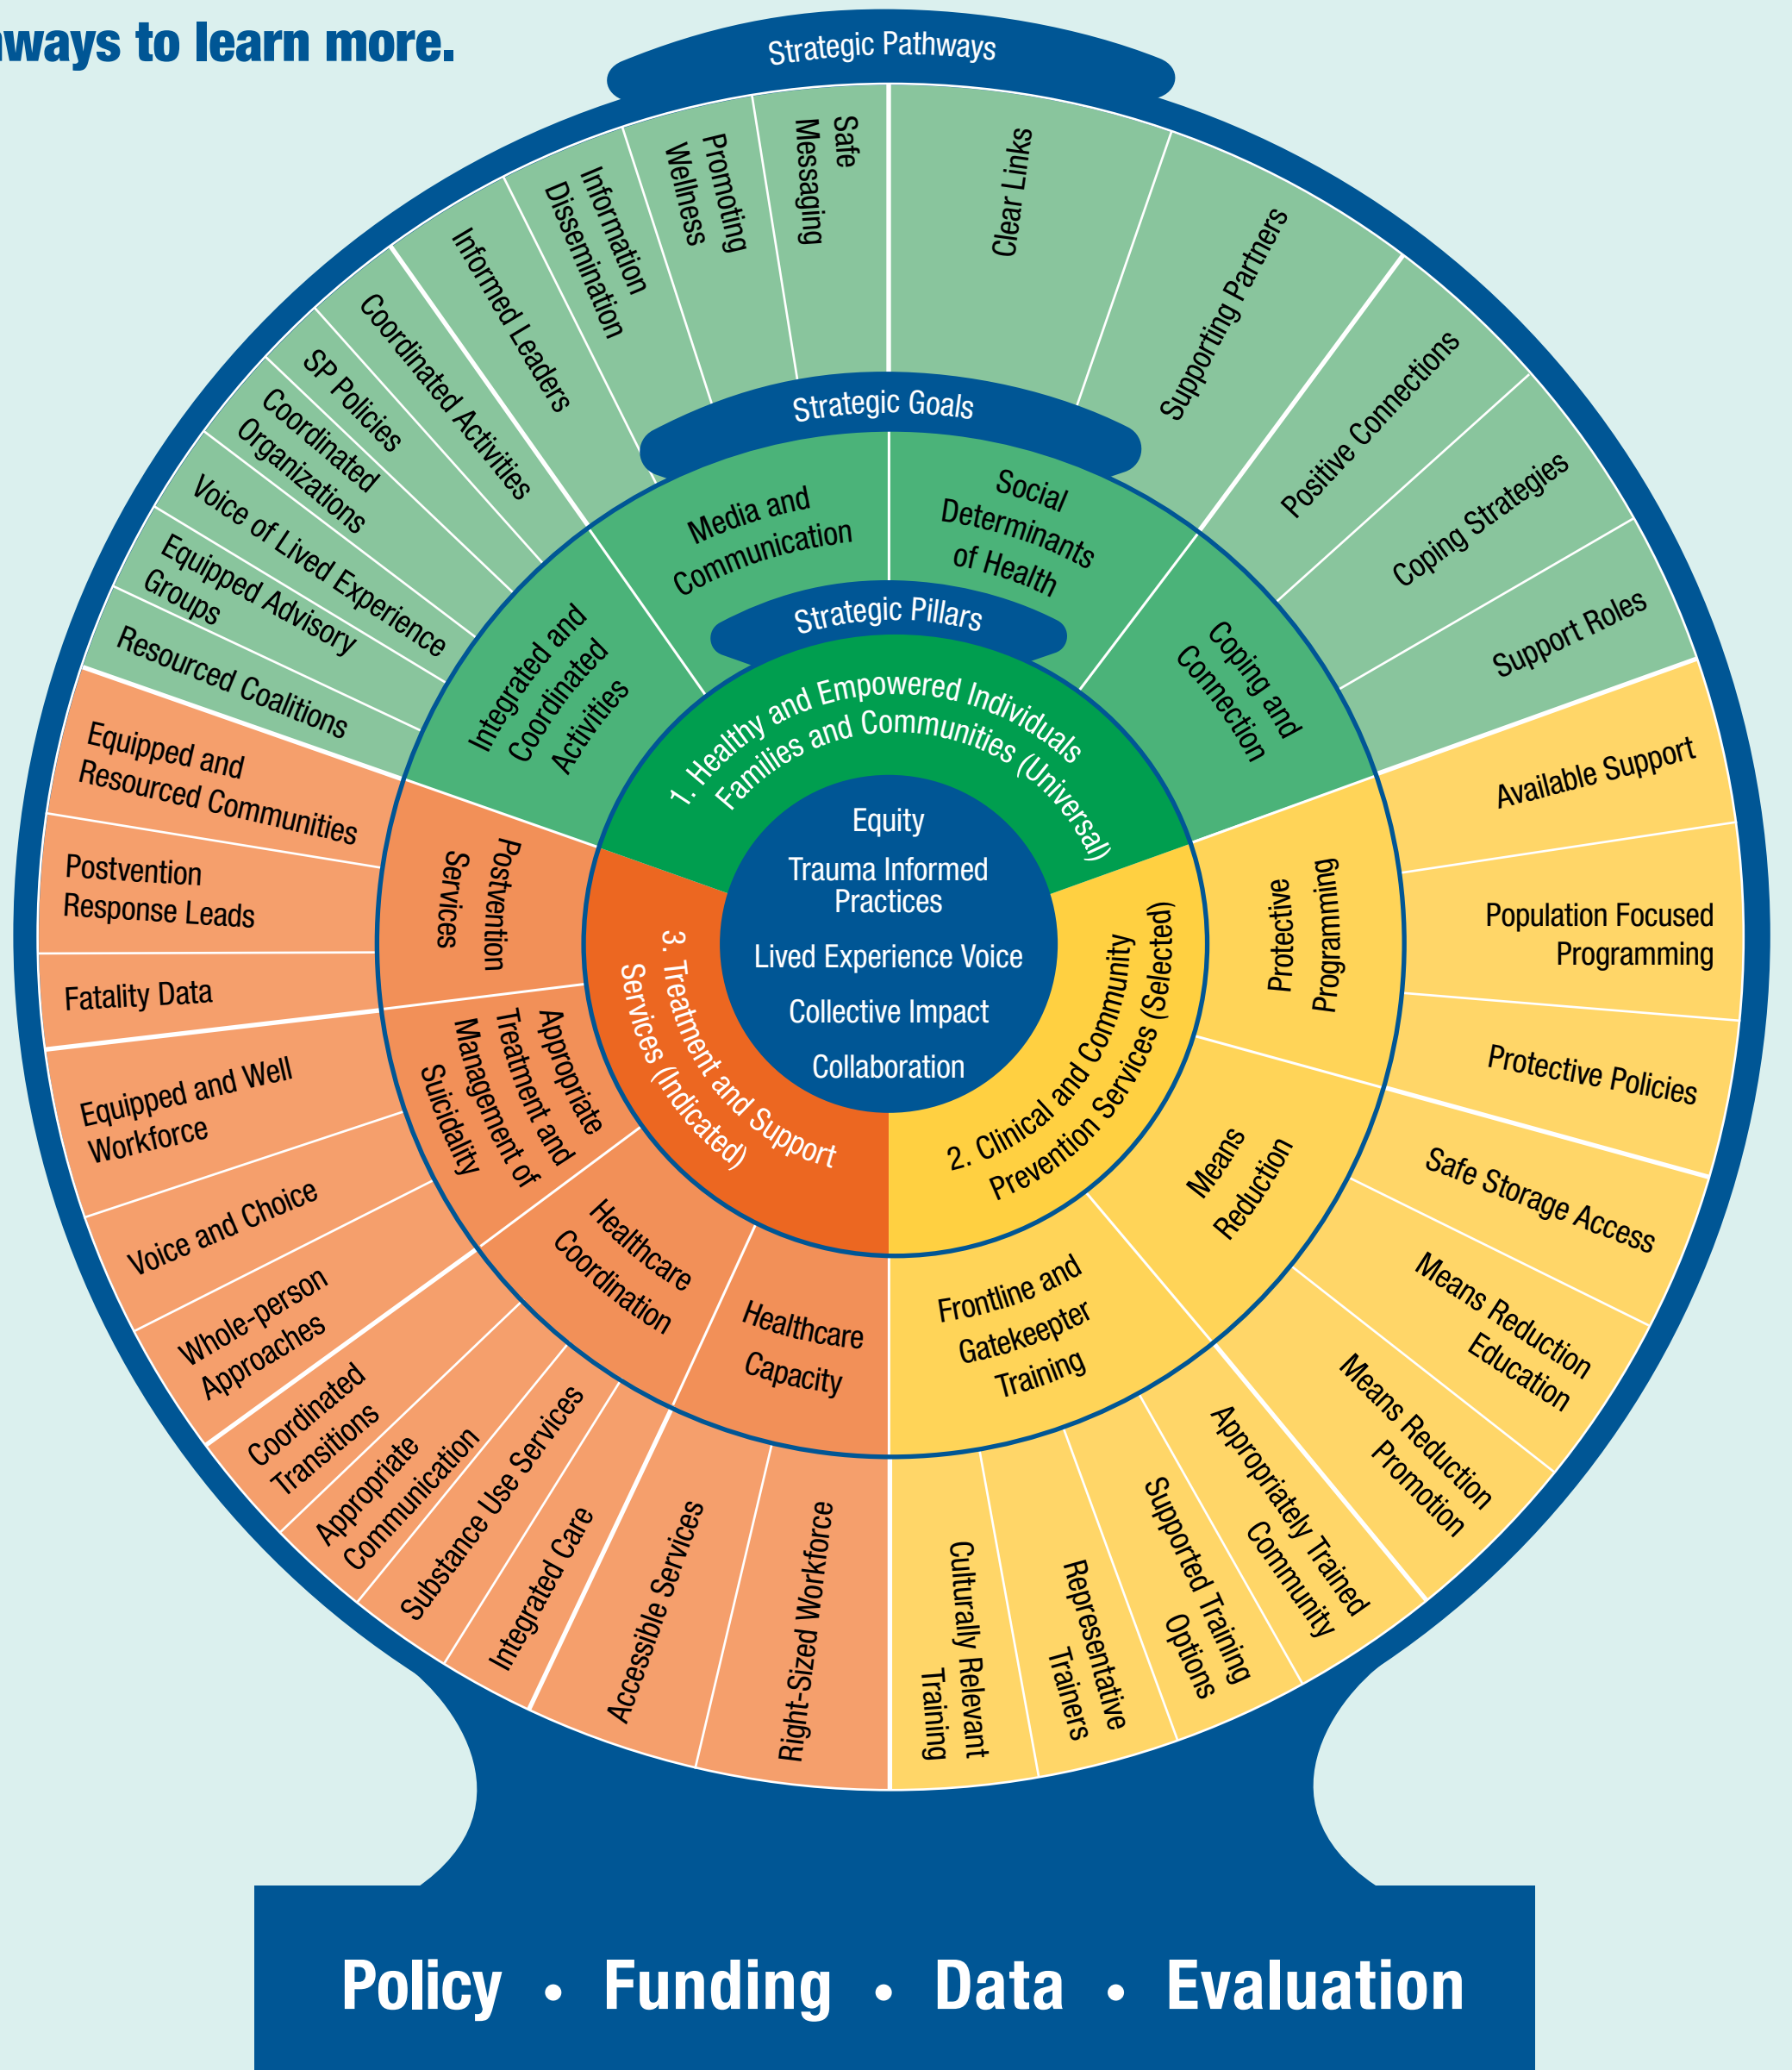 ways to learn more.
Strategic Pathways
Safe
Messaging
Promoting
Wellness
Information
Dissemination
Informed Leaders
Coordinated Activities
SP Policies
Coordinated
Organizations
Voice of Lived Experience
Equipped Advisory
Groups
Resourced Coalitions
Clear Links
Supporting Partners
Positive Connections
Coping Strategies
Support Roles
Strategic Goals
Media and
Communication
Social
Determinants
of Health
Integrated and
Coordinated
Activities
Coping and
Connection
Strategic Pillars
1. Healthy and Empowered Individuals
Families and Communities (Universal)
Equity
Trauma Informed
Practices
Lived Experience Voice
Collective Impact
Collaboration
2. Clinical and Community
Prevention Services (Selected)
3. Treatment and Support
Services (Indicated)
Protective
Programming
Available Support
Population Focused
Programming
Protective Policies
Means
Reduction
Safe Storage Access
Means Reduction
Education
Means Reduction
Promotion
Frontline and
Gatekeeper
Training
Appropriately Trained
Community
Supported Training
Options
Representative
Trainers
Culturally Relevant
Training
Healthcare
Capacity
Right-Sized Workforce
Accessible Services
Healthcare
Coordination
Integrated Care
Substance Use Services
Appropriate
Communication
Coordinated
Transitions
Appropriate
Treatment and
Management of
Suicidality
Whole-person
Approaches
Voice and Choice
Equipped and Well
Workforce
Postvention
Services
Fatality Data
Postvention
Response Leads
Equipped and
Resourced Communities
Policy • Funding • Data • Evaluation